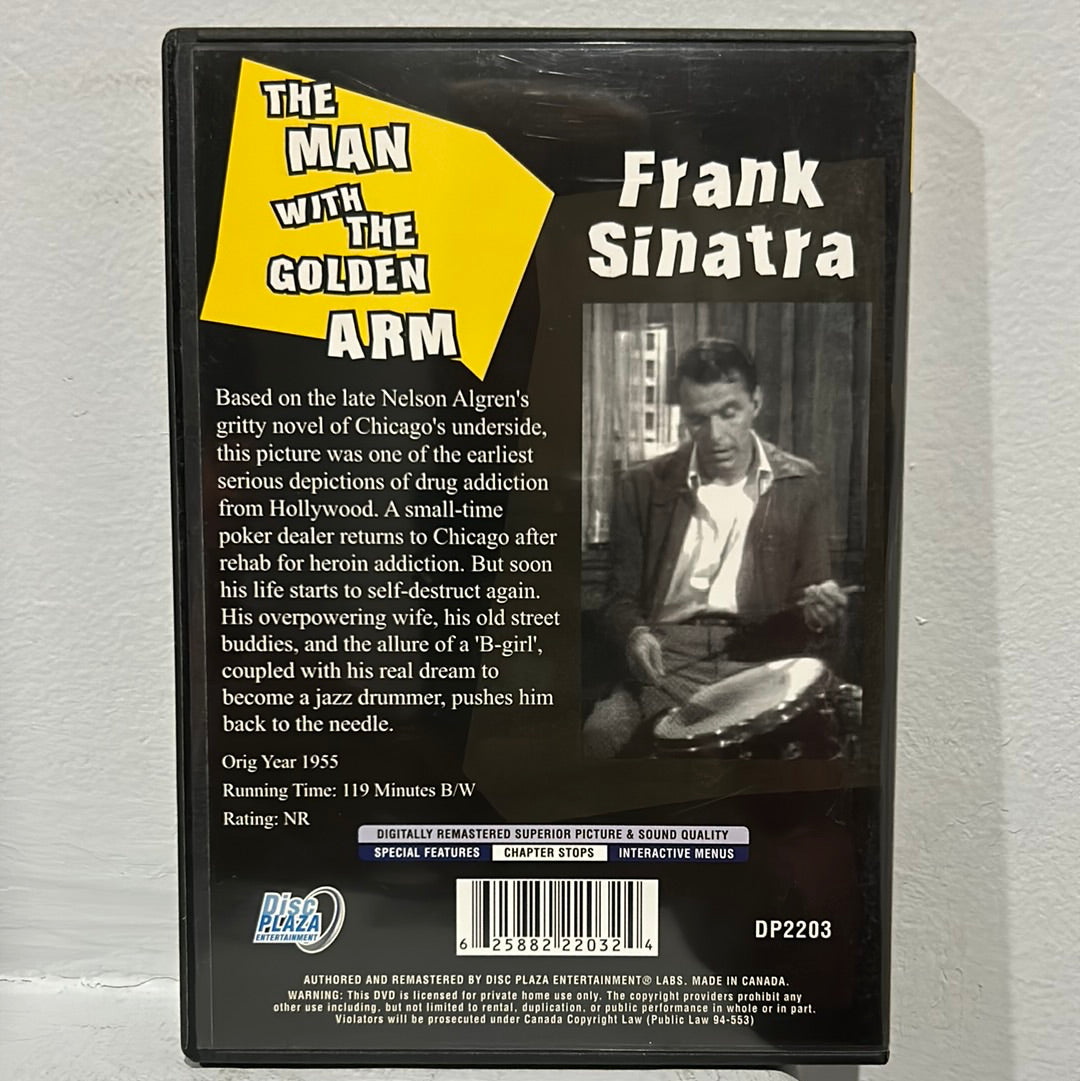 THE
MAN
WITH
THE
GOLDEN
ARM
Frank
Sinatra
Based on the late Nelson Algren's
gritty novel of Chicago's underside,
this picture was one of the earliest
serious depictions of drug addiction
from Hollywood. A small-time
poker dealer returns to Chicago after
rehab for heroin addiction. But soon
his life starts to self-destruct again.
His overpowering wife, his old street
buddies, and the allure of a 'B-girl',
coupled with his real dream to
become a jazz drummer, pushes him
back to the needle.
Orig Year 1955
Running Time: 119 Minutes B/W
Rating: NR
DIGITALLY REMASTERED SUPERIOR PICTURE & SOUND QUALITY
SPECIAL FEATURES CHAPTER STOPS INTERACTIVE MENUS
Disc
PLAZA
ENTERTAINMENT
6 25882 22032 4
DP2203
AUTHORED AND REMASTERED BY DISC PLAZA ENTERTAINMENT® LABS. MADE IN CANADA.
WARNING: This DVD is licensed for private home use only. The copyright providers prohibit any
other use including, but not limited to rental, duplication, or public performance in whole or in part.
Violators will be prosecuted under Canada Copyright Law (Public Law 94-553)